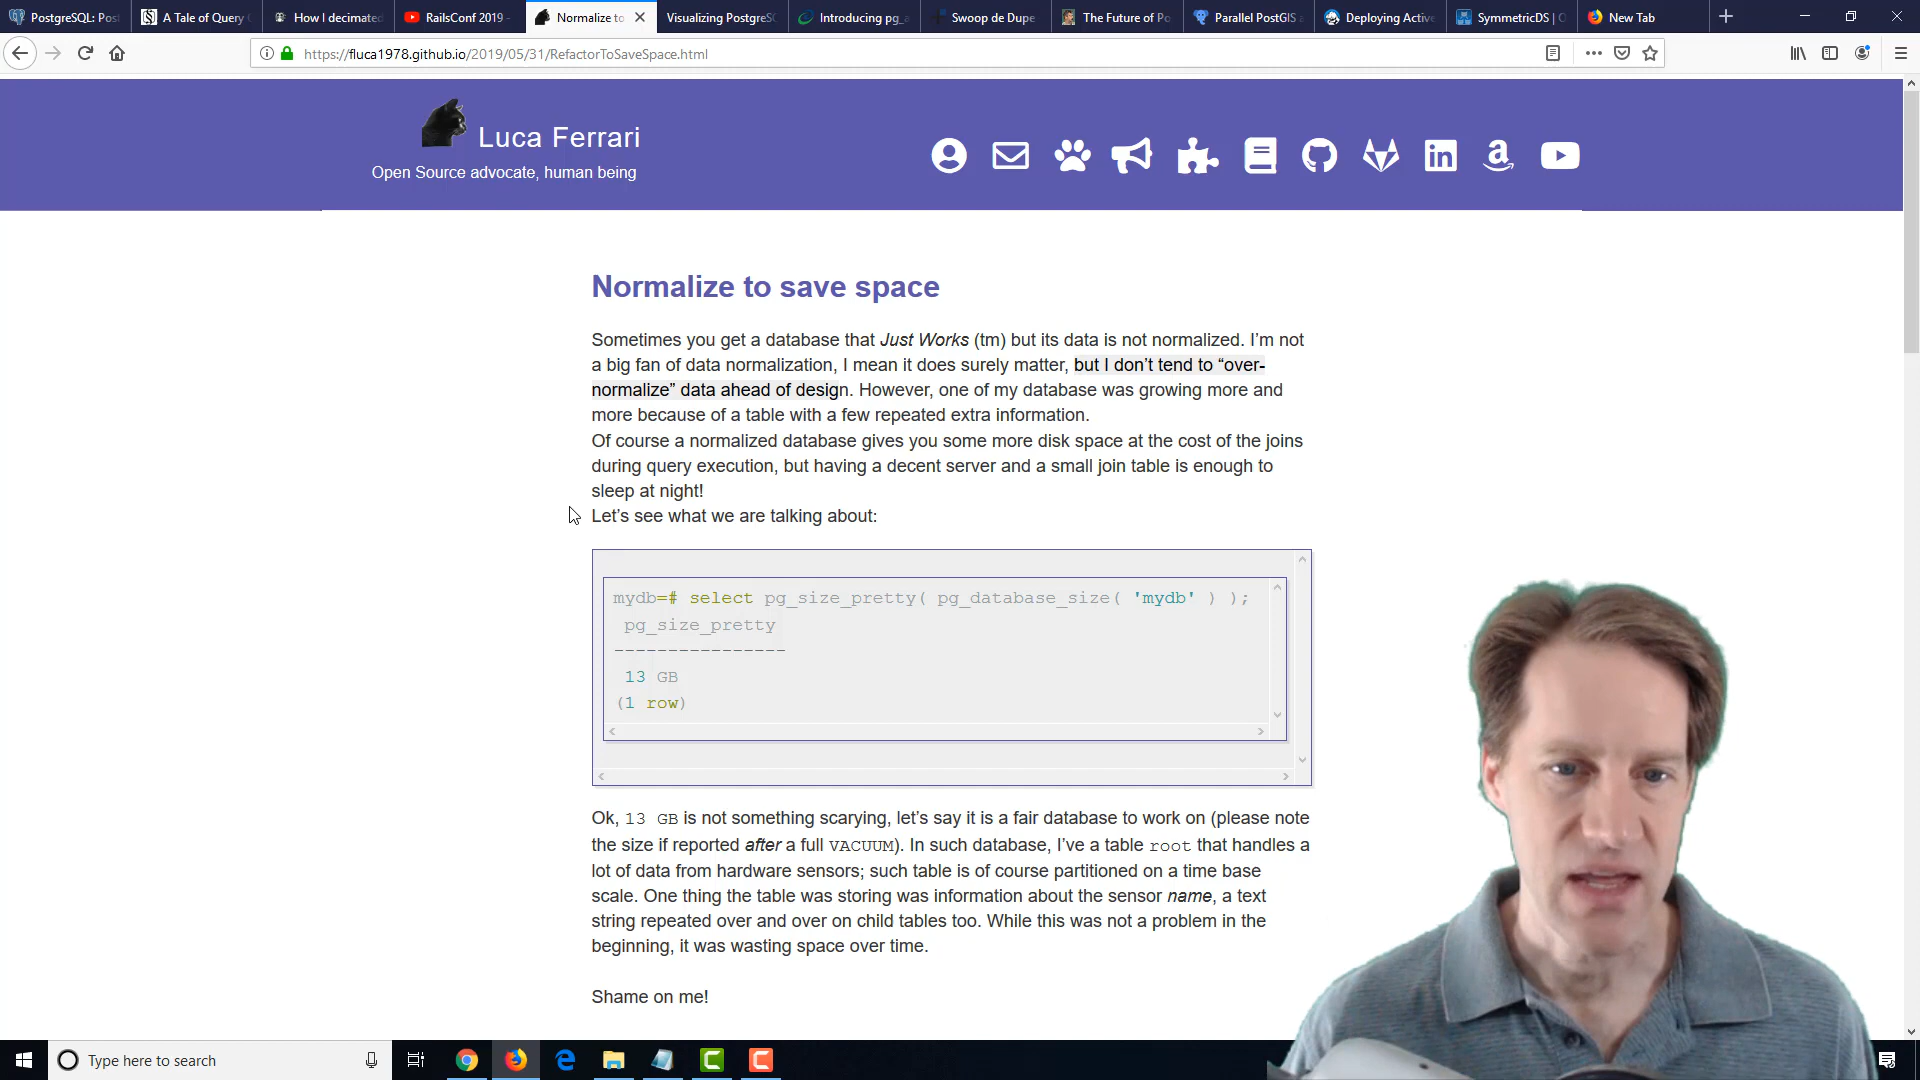 PostgreSQL: Pos
A Tale of Query
How I decimated
RailsConf 2019 -
Normalize to
Visualizing PostgreSQL
Introducing pg_
Swoop de Dupe
The Future of Po
Parallel PostGIS
Deploying Active
SymmetricDS | O
New Tab
https://fluca1978.github.io/2019/05/31/RefactorToSaveSpace.html
Luca Ferrari
Open Source advocate, human being
Normalize to save space
Sometimes you get a database that Just Works (tm) but its data is not normalized. I'm not
a big fan of data normalization, I mean it does surely matter, but I don't tend to “over-
normalize” data ahead of design. However, one of my database was growing more and
more because of a table with a few repeated extra information.
Of course a normalized database gives you some more disk space at the cost of the joins
during query execution, but having a decent server and a small join table is enough to
sleep at night!
Let's see what we are talking about:
mydb=# select pg_size_pretty( pg_database_size( 'mydb' ) );
pg_size_pretty
----------------
13 GB
(1 row)
Ok, 13 GB is not something scarying, let's say it is a fair database to work on (please note
the size if reported after a full VACUUM). In such database, I've a table root that handles a
lot of data from hardware sensors; such table is of course partitioned on a time base
scale. One thing the table was storing was information about the sensor name, a text
string repeated over and over on child tables too. While this was not a problem in the
beginning, it was wasting space over time.
Shame on me!
Type here to search